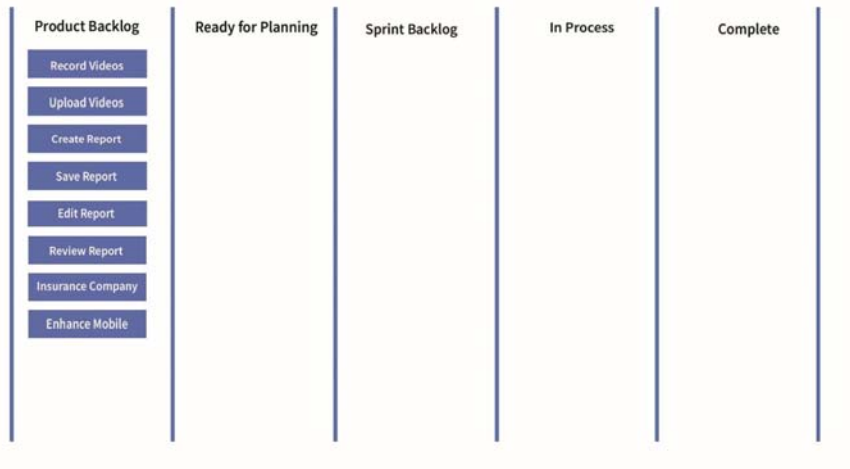 Product Backlog
Ready for Planning
Sprint Backlog
In Process
Complete
Record Videos
Upload Videos
Create Report
Save Report
Edit Report
Review Report
Insurance Company
Enhance Mobile